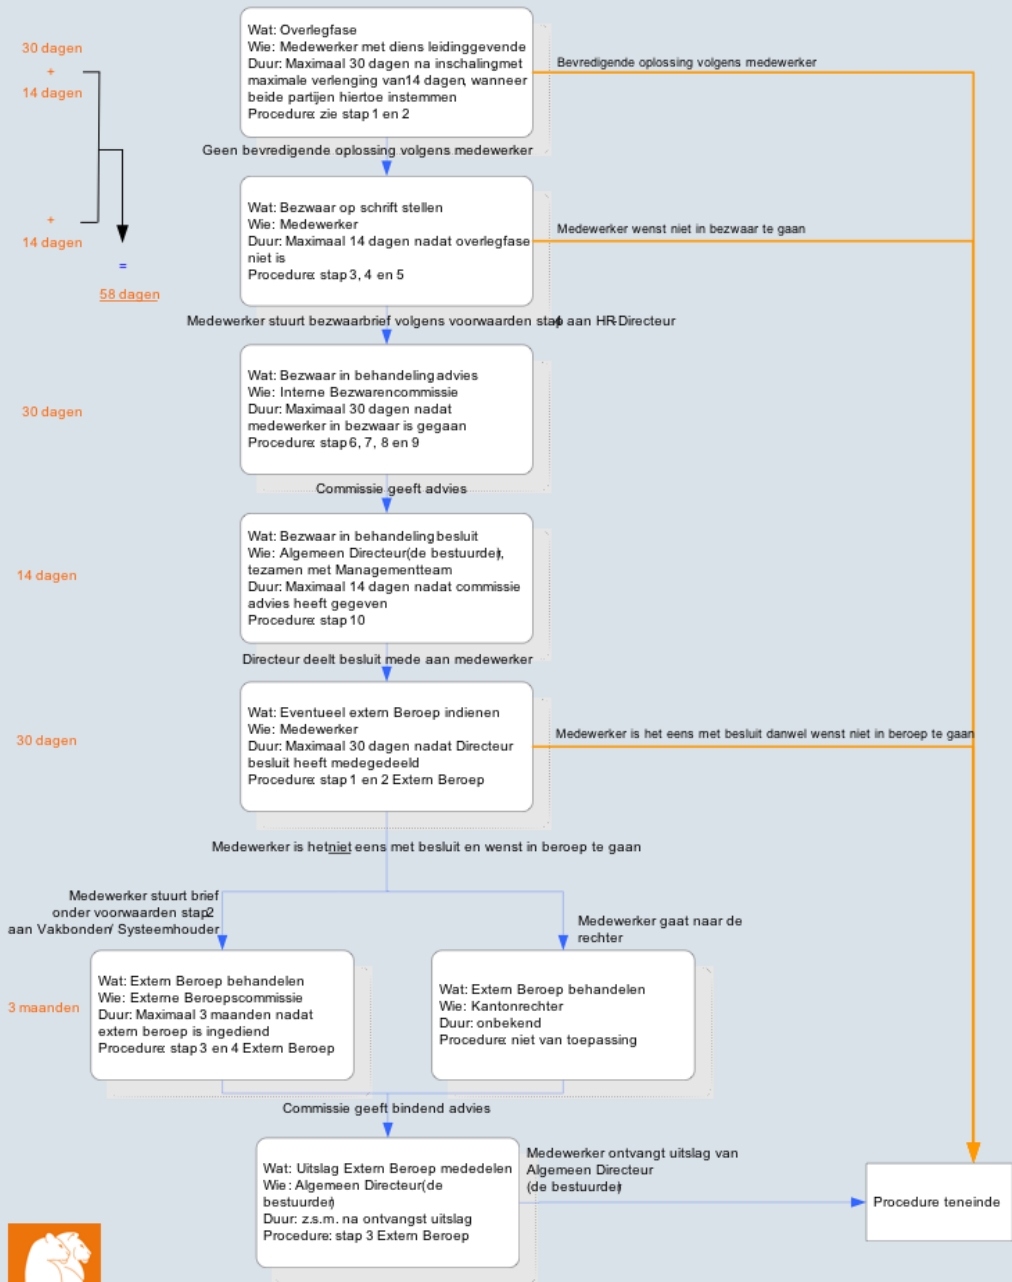 30 dagen
+
14 dagen
+
14 dagen
=
58 dagen
Wat: Overlegfase
Wie: Medewerker met diens leidinggevende
Duur: Maximaal 30 dagen na inschalingmet
maximale verlenging van14 dagen, wanneer
beide partijen hiertoe instemmen
Procedure: zie stap 1 en 2
Bevredigende oplossing volgens medewerker
Geen bevredigende oplossing volgens medewerker
Wat: Bezwaar op schrift stellen
Wie: Medewerker
Duur: Maximaal 14 dagen nadat overlegfase
niet is
Procedure: stap 3, 4 en 5
Medewerker wenst niet in bezwaar te gaan
Medewerker stuurt bezwaarbrief volgens voorwaarden stap 4 aan HR-Directeur
30 dagen
Wat: Bezwaar in behandeling advies
Wie: Interne Bezwarencommissie
Duur: Maximaal 30 dagen nadat
medewerker in bezwaar is gegaan
Procedure: stap 6, 7, 8 en 9
Commissie geeft advies
14 dagen
Wat: Bezwaar in behandeling besluit
Wie: Algemeen Directeur(de bestuurder),
tezamen met Managementteam
Duur: Maximaal 14 dagen nadat commissie
advies heeft gegeven
Procedure: stap 10
Directeur deelt besluit mede aan medewerker
30 dagen
Wat: Eventueel extern Beroep indienen
Wie: Medewerker
Duur: Maximaal 30 dagen nadat Directeur
besluit heeft medegedeeld
Procedure: stap 1 en 2 Extern Beroep
Medewerker is het eens met besluit danwel wenst niet in beroep te gaan
Medewerker is het niet eens met besluit en wenst in beroep te gaan
Medewerker stuurt brief
onder voorwaarden stap2
aan Vakbonden/ Systeemhouder
Medewerker gaat naar de
rechter
3 maanden
Wat: Extern Beroep behandelen
Wie: Externe Beroepscommissie
Duur: Maximaal 3 maanden nadat
extern beroep is ingediend
Procedure: stap 3 en 4 Extern Beroep
Wat: Extern Beroep behandelen
Wie: Kantonrechter
Duur: onbekend
Procedure: niet van toepassing
Commissie geeft bindend advies
Wat: Uitslag Extern Beroep mededelen
Wie: Algemeen Directeur(de
bestuurder)
Duur: z.s.m. na ontvangst uitslag
Procedure: stap 3 Extern Beroep
Medewerker ontvangt uitslag van
Algemeen Directeur
(de bestuurder)
Procedure teneinde